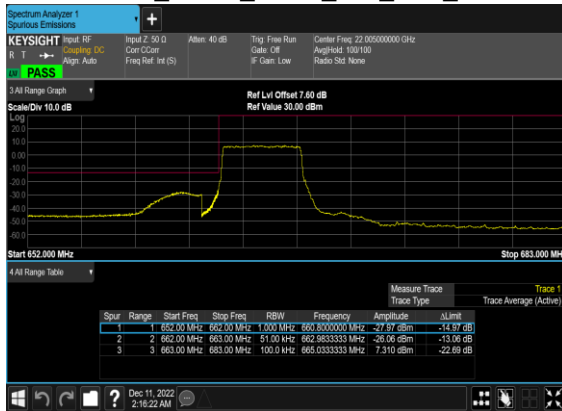 Spectrum Analyzer 1
Spurious Emissions
+
KEYSIGHT
R T
LXI PASS
Input: RF
Coupling: DC
Align: Auto
Input Z: 50 Ω
Corr CCorr
Freq Ref: Int (S)
Atten: 40 dB
Trig: Free Run
Gate: Off
IF Gain: Low
Center Freq: 22.005000000 GHz
Avg|Hold: 100/100
Radio Std: None
3 All Range Graph
Scale/Div 10.0 dB
Ref Lvl Offset 7.60 dB
Ref Value 30.00 dBm
Log
20.0
10.0
0.00
-10.0
-20.0
-30.0
-40.0
-50.0
-60.0
Start 652.000 MHz
Stop 683.000 MHz
4 All Range Table
Measure Trace Trace 1
Trace Type Trace Average (Active)
Spur Range Start Freq Stop Freq RBW Frequency Amplitude ΔLimit
1 1 652.00 MHz 662.00 MHz 1.000 MHz 660.8000000 MHz -27.97 dBm -14.97 dB
2 2 662.00 MHz 663.00 MHz 51.00 kHz 662.9833333 MHz -26.06 dBm -13.06 dB
3 3 663.00 MHz 683.00 MHz 100.0 kHz 665.0333333 MHz 7.310 dBm -22.69 dB
?
Dec 11, 2022
2:16:22 AM